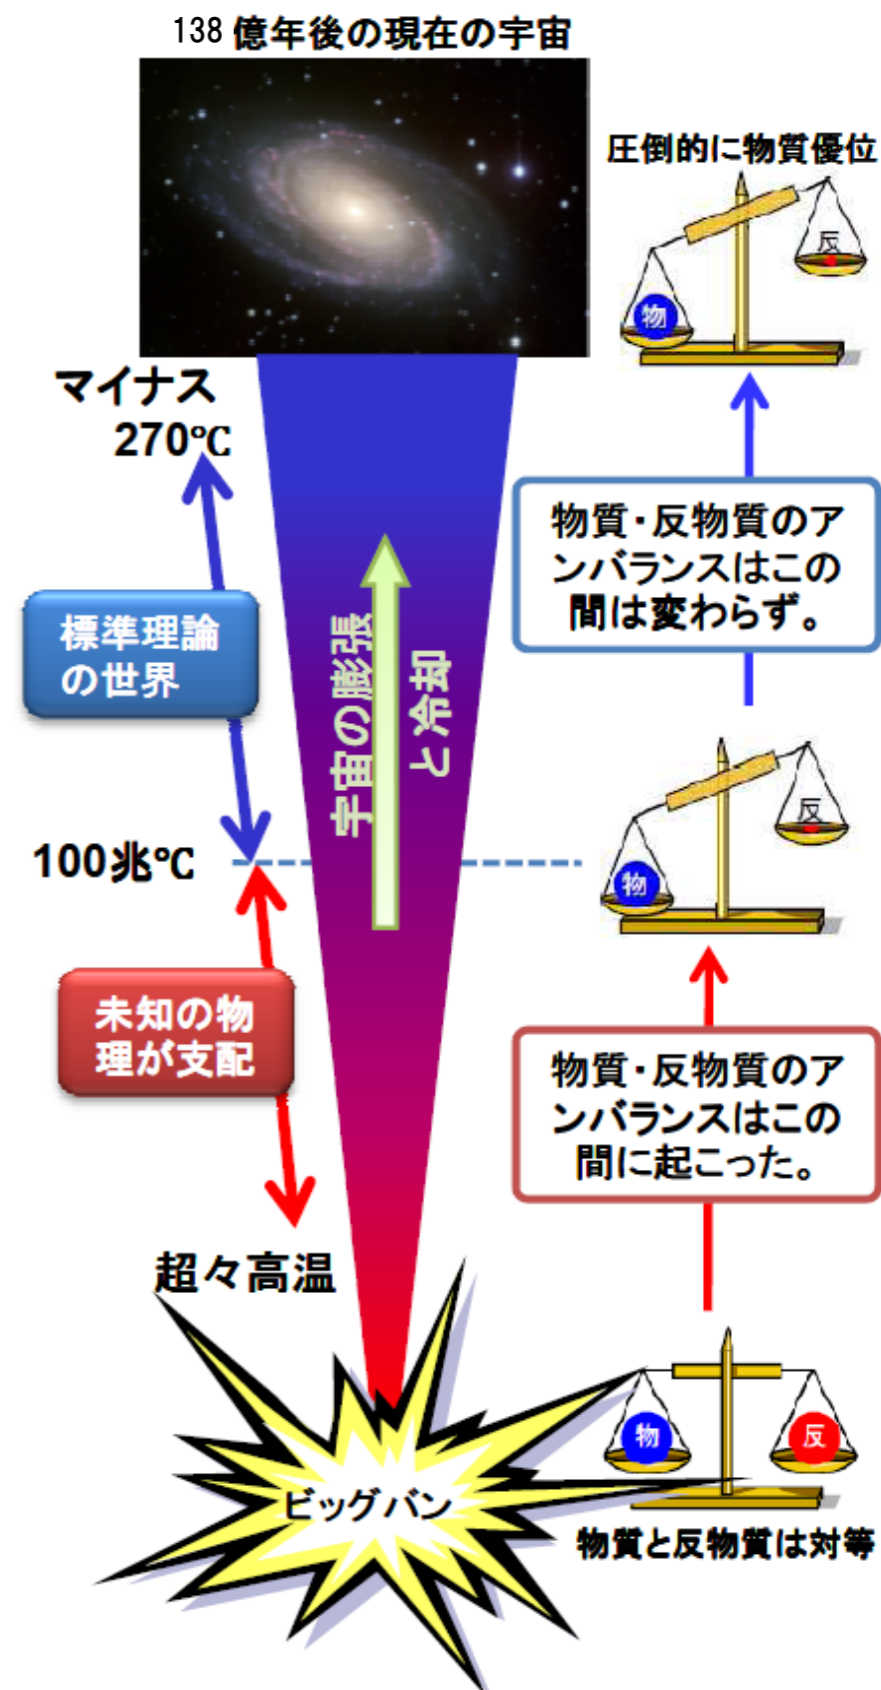 138 億年後の現在の宇宙
圧倒的に物質優位
反
物
マイナス
270℃
物質・反物質のア
ンバランスはこの
間は変わらず。
標準理論
の世界
宇宙の膨張
と冷却
反
物
100兆℃
未知の物
理が支配
物質・反物質のア
ンバランスはこの
間に起こった。
超々高温
物
反
ビッグバン
物質と反物質は対等